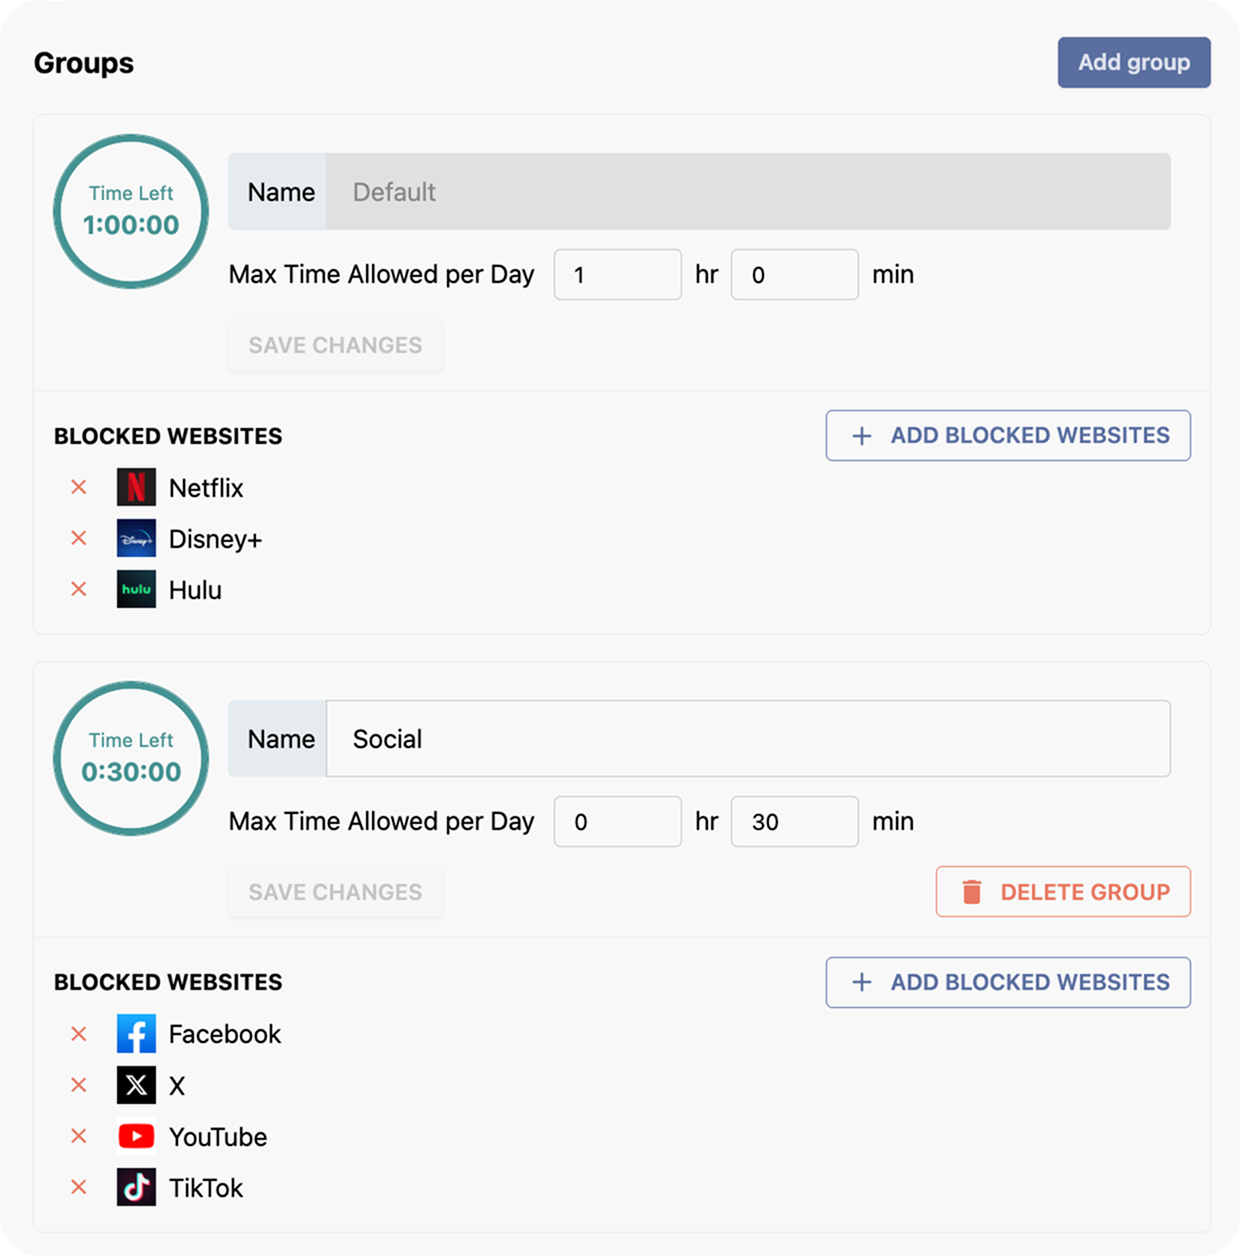 Groups
Add group
Time Left
1:00:00
Name Default
Max Time Allowed per Day 1 hr 0 min
SAVE CHANGES
BLOCKED WEBSITES
+ ADD BLOCKED WEBSITES
Netflix
Disney+
Disney+
hulu
Hulu
Time Left
0:30:00
Name Social
Max Time Allowed per Day 0 hr 30 min
SAVE CHANGES
DELETE GROUP
BLOCKED WEBSITES
+ ADD BLOCKED WEBSITES
Facebook
X
YouTube
TikTok